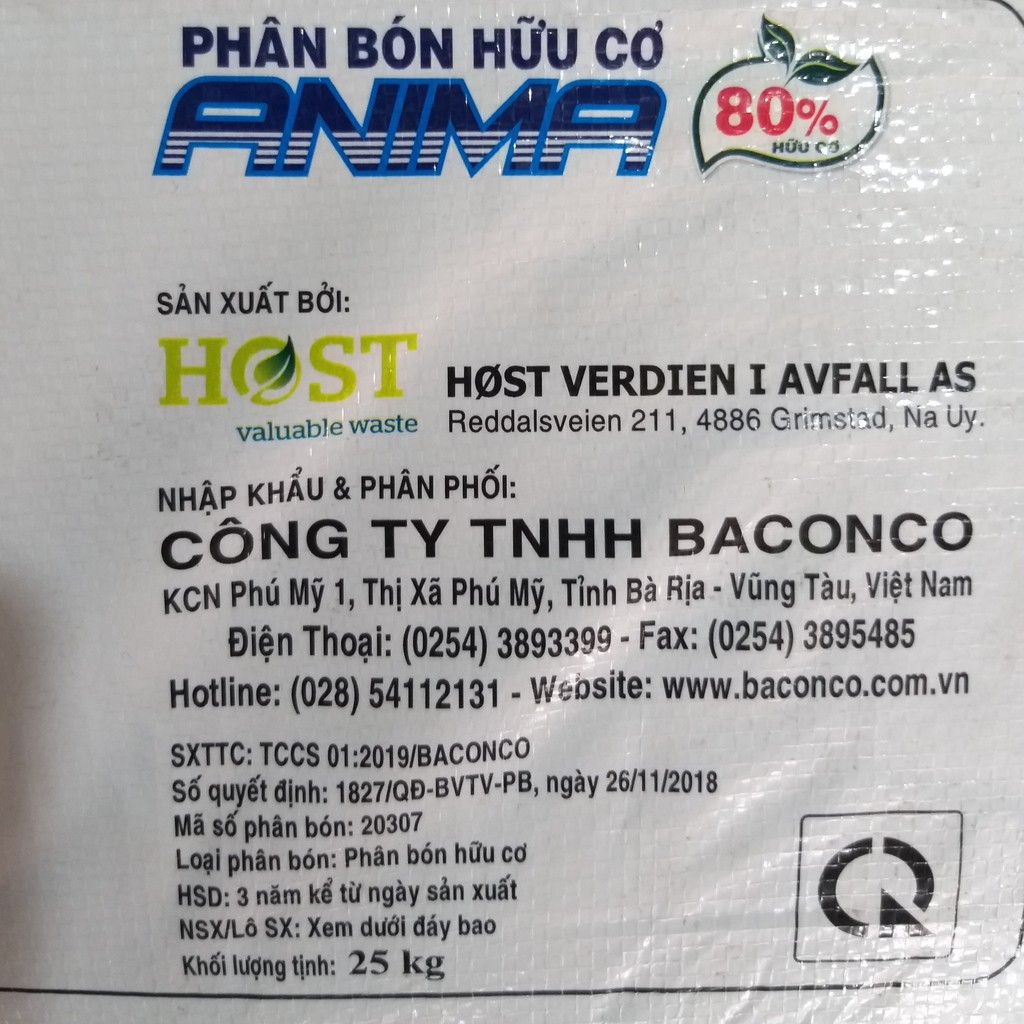 PHÂN BÓN HỮU CƠ
ANIMA
80%
HỮU CƠ
SẢN XUẤT BỞI:
HØST
valuable waste
HØST VERDIEN I AVFALL AS
Reddalsveien 211, 4886 Grimstad, Na Uy.
NHẬP KHẨU & PHÂN PHỐI:
CÔNG TY TNHH BACONCO
KCN Phú Mỹ 1, Thị Xã Phú Mỹ, Tỉnh Bà Rịa - Vũng Tàu, Việt Nam
Điện Thoại: (0254) 3893399 - Fax: (0254) 3895485
Hotline: (028) 54112131 - Website: www.baconco.com.vn
SXTTC: TCCS 01:2019/BACONCO
Số quyết định: 1827/QĐ-BVTV-PB, ngày 26/11/2018
Mã số phân bón: 20307
Loại phân bón: Phân bón hữu cơ
HSD: 3 năm kể từ ngày sản xuất
NSX/Lô SX: Xem dưới đáy bao
Khối lượng tịnh: 25 kg